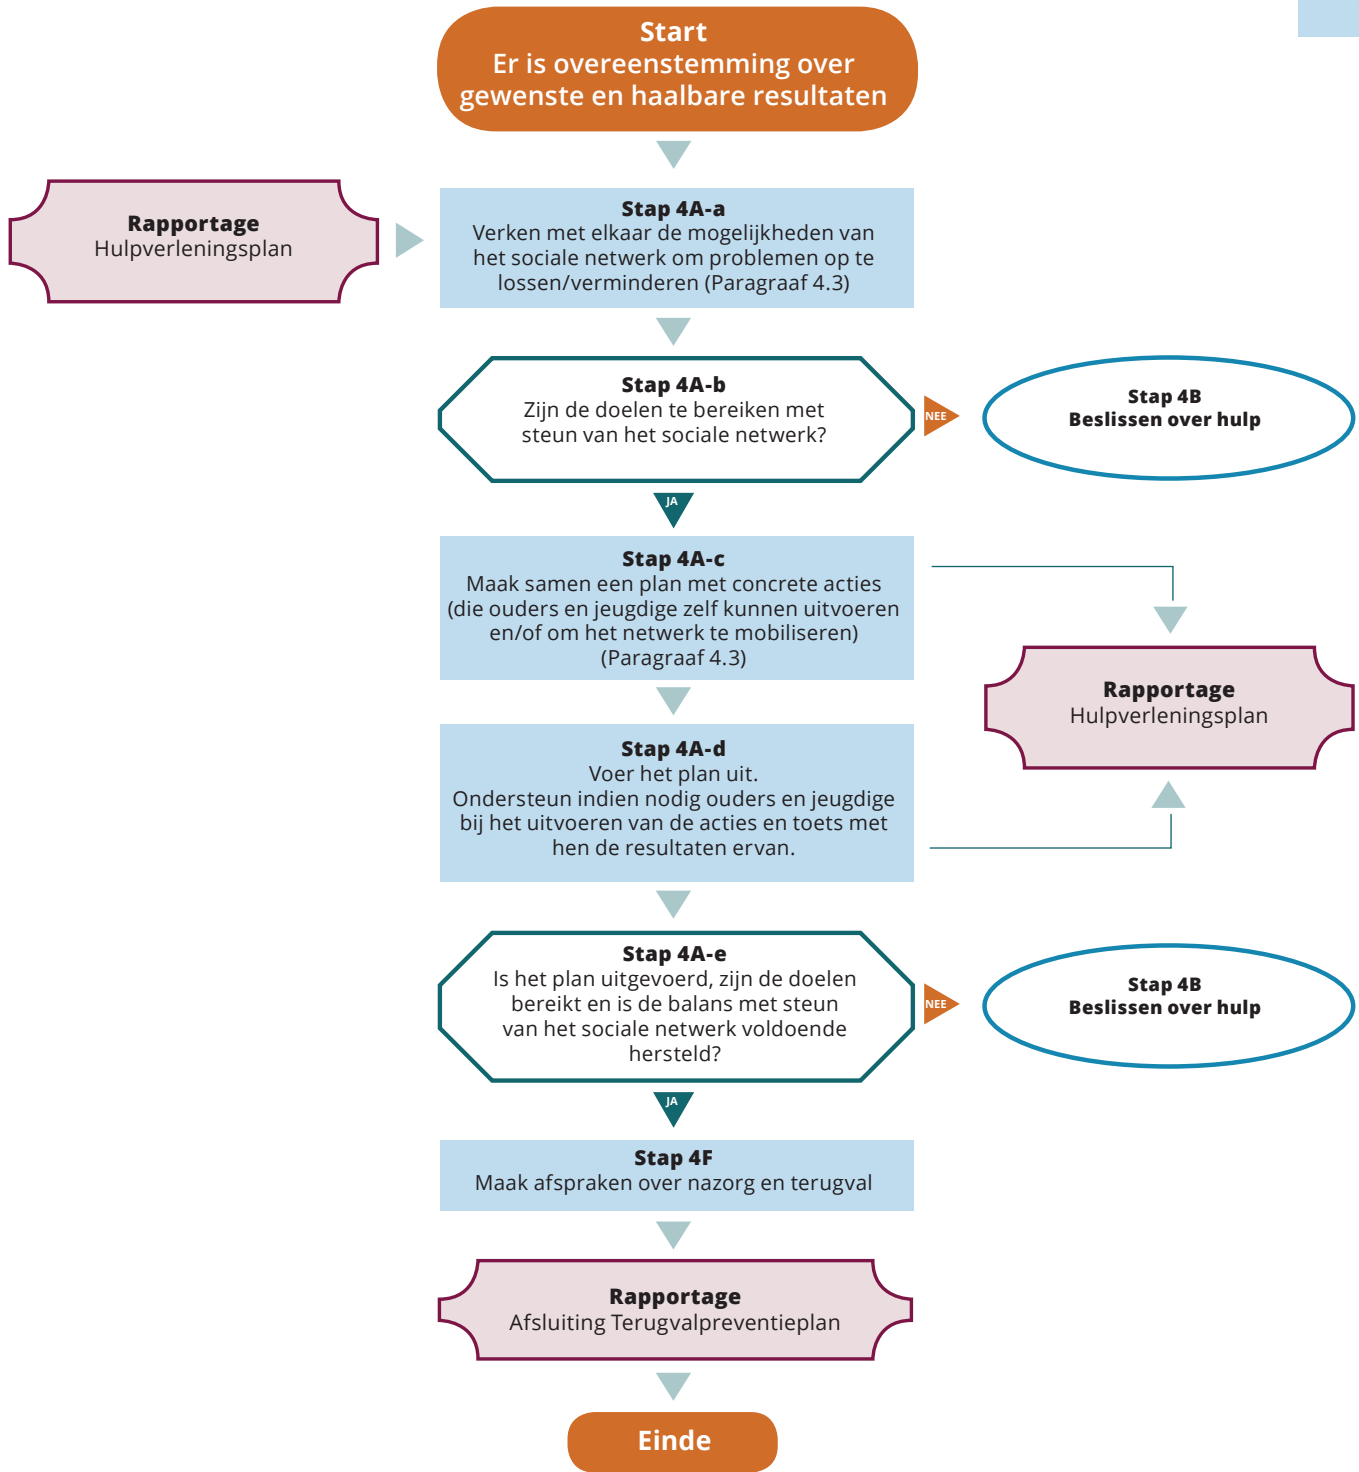 Start
Er is overeenstemming over
gewenste en haalbare resultaten
Rapportage
Hulpverleningsplan
Stap 4A-a
Verken met elkaar de mogelijkheden van
het sociale netwerk om problemen op te
lossen/verminderen (Paragraaf 4.3)
Stap 4A-b
Zijn de doelen te bereiken met
steun van het sociale netwerk?
NEE
Stap 4B
Beslissen over hulp
JA
Stap 4A-c
Maak samen een plan met concrete acties
(die ouders en jeugdige zelf kunnen uitvoeren
en/of om het netwerk te mobiliseren)
(Paragraaf 4.3)
Rapportage
Hulpverleningsplan
Stap 4A-d
Voer het plan uit.
Ondersteun indien nodig ouders en jeugdige
bij het uitvoeren van de acties en toets met
hen de resultaten ervan.
Stap 4A-e
Is het plan uitgevoerd, zijn de doelen
bereikt en is de balans met steun
van het sociale netwerk voldoende
hersteld?
NEE
Stap 4B
Beslissen over hulp
JA
Stap 4F
Maak afspraken over nazorg en terugval
Rapportage
Afsluiting Terugvalpreventieplan
Einde